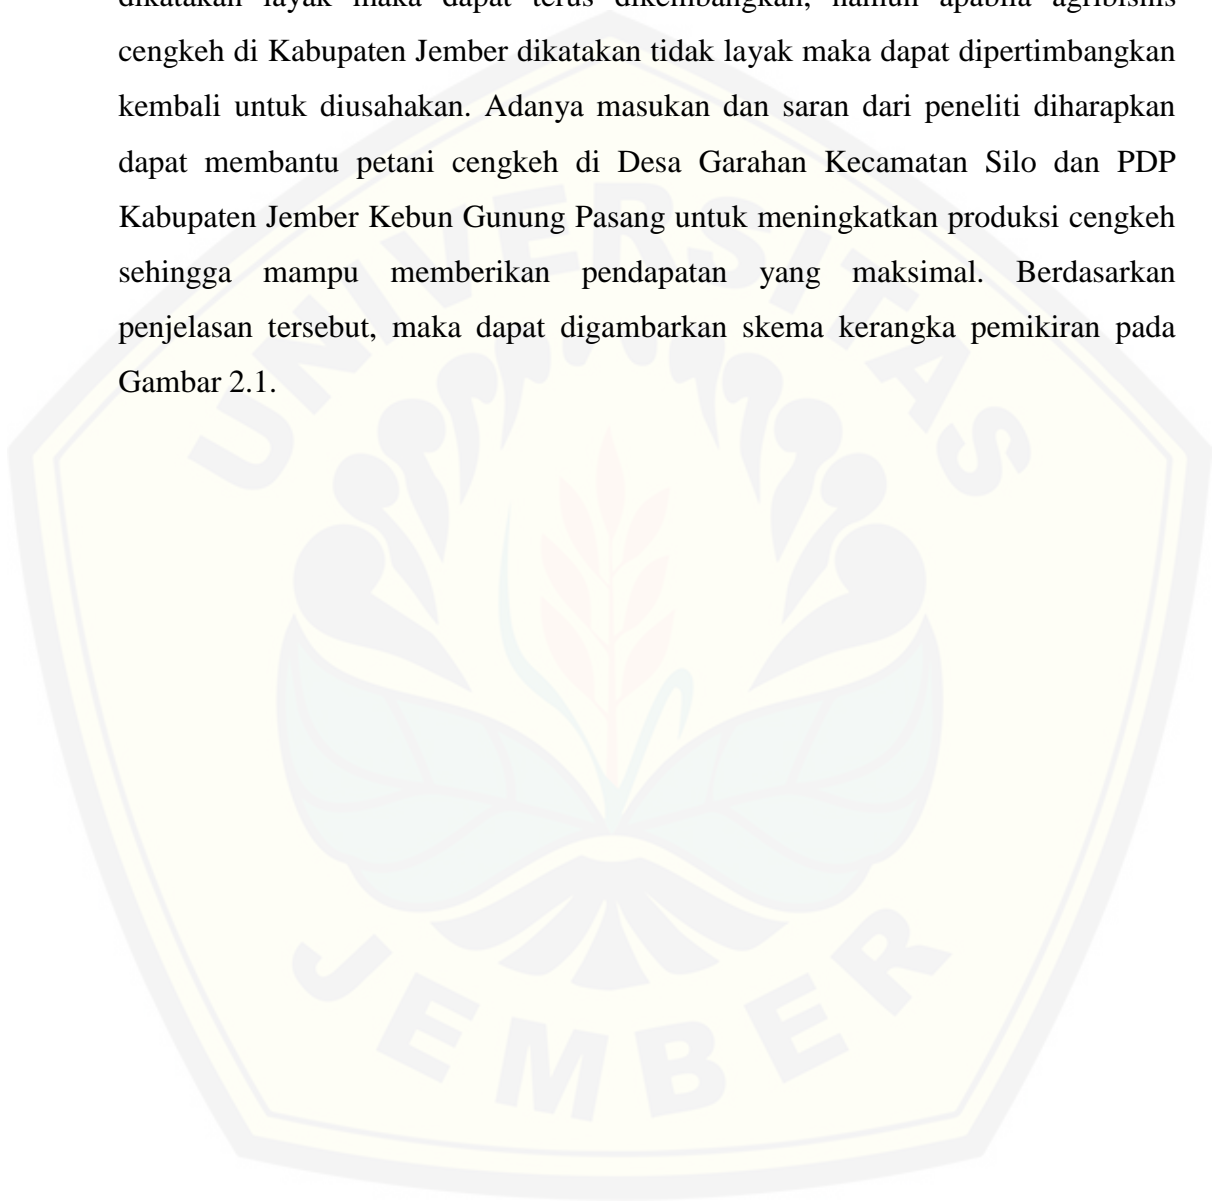 dikatakan layak maka dapat terus dikembangkan, namun apabila agribisnis
cengkeh di Kabupaten Jember dikatakan tidak layak maka dapat dipertimbangkan
kembali untuk diusahakan. Adanya masukan dan saran dari peneliti diharapkan
dapat membantu petani cengkeh di Desa Garahan Kecamatan Silo dan PDP
Kabupaten Jember Kebun Gunung Pasang untuk meningkatkan produksi cengkeh
sehingga mampu memberikan pendapatan yang maksimal. Berdasarkan
penjelasan tersebut, maka dapat digambarkan skema kerangka pemikiran pada
Gambar 2.1.
UNIVERSITAS
JEMBER